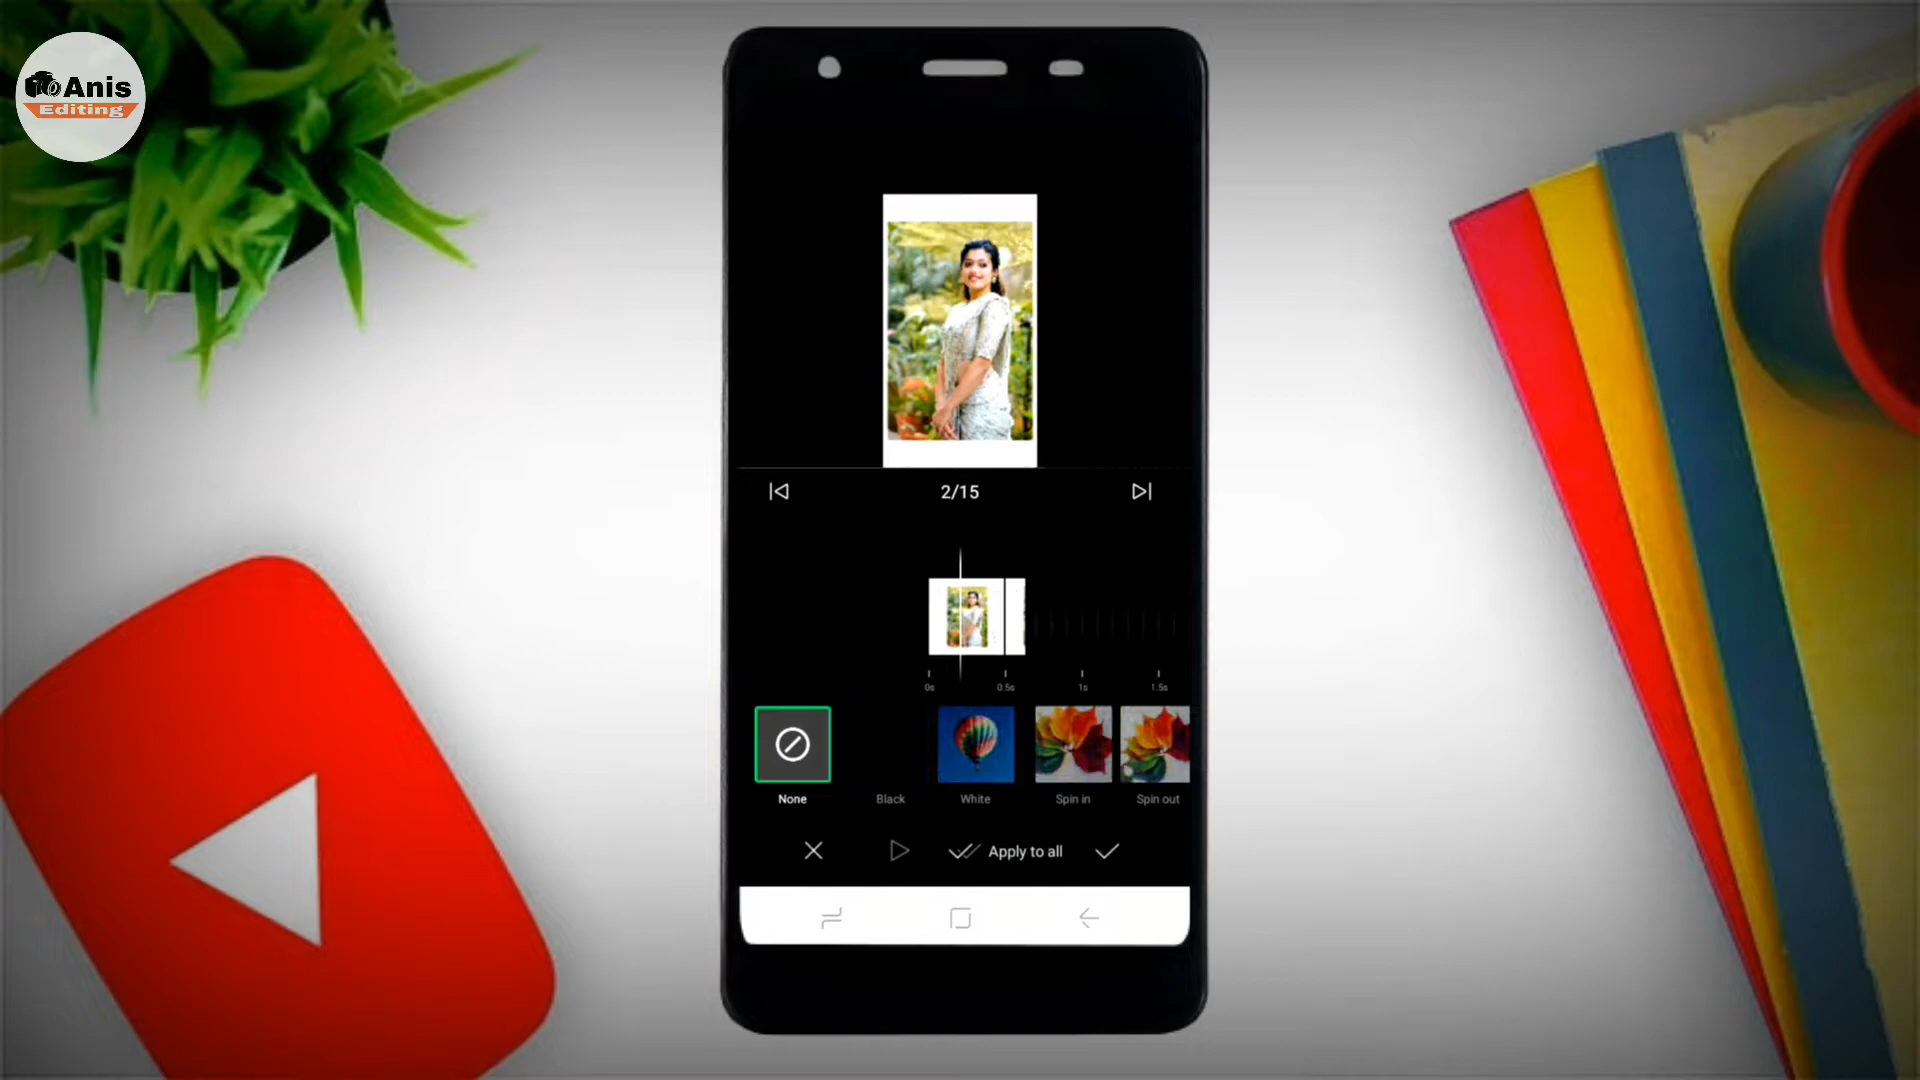 Anis
Editing
2/15
0s 0.5s 1s 1.5s
None Black White Spin in Spin out
Apply to all